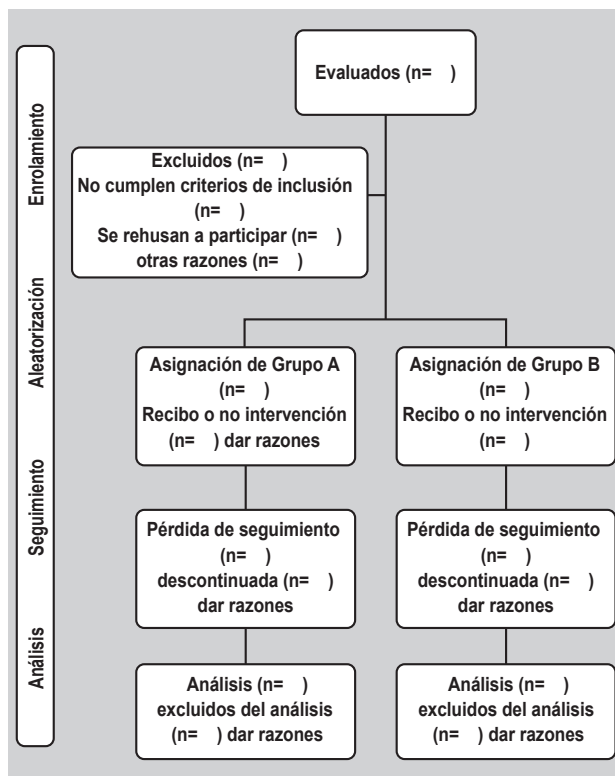 Evaluados (n=   )
Enrolamiento
Excluidos (n=   )
No cumplen criterios de inclusión
(n=   )
Se rehusan a participar (n=   )
otras razones (n=   )
Aleatorización
Asignación de Grupo A
(n=   )
Recibo o no intervención
(n=   ) dar razones
Asignación de Grupo B
(n=   )
Recibo o no intervención
(n=   )
Seguimiento
Pérdida de seguimiento
(n=   )
descontinuada (n=   )
dar razones
Pérdida de seguimiento
(n=   )
descontinuada (n=   )
dar razones
Análisis
Análisis (n=   )
excluidos del análisis
(n=   ) dar razones
Análisis (n=   )
excluidos del análisis
(n=   ) dar razones